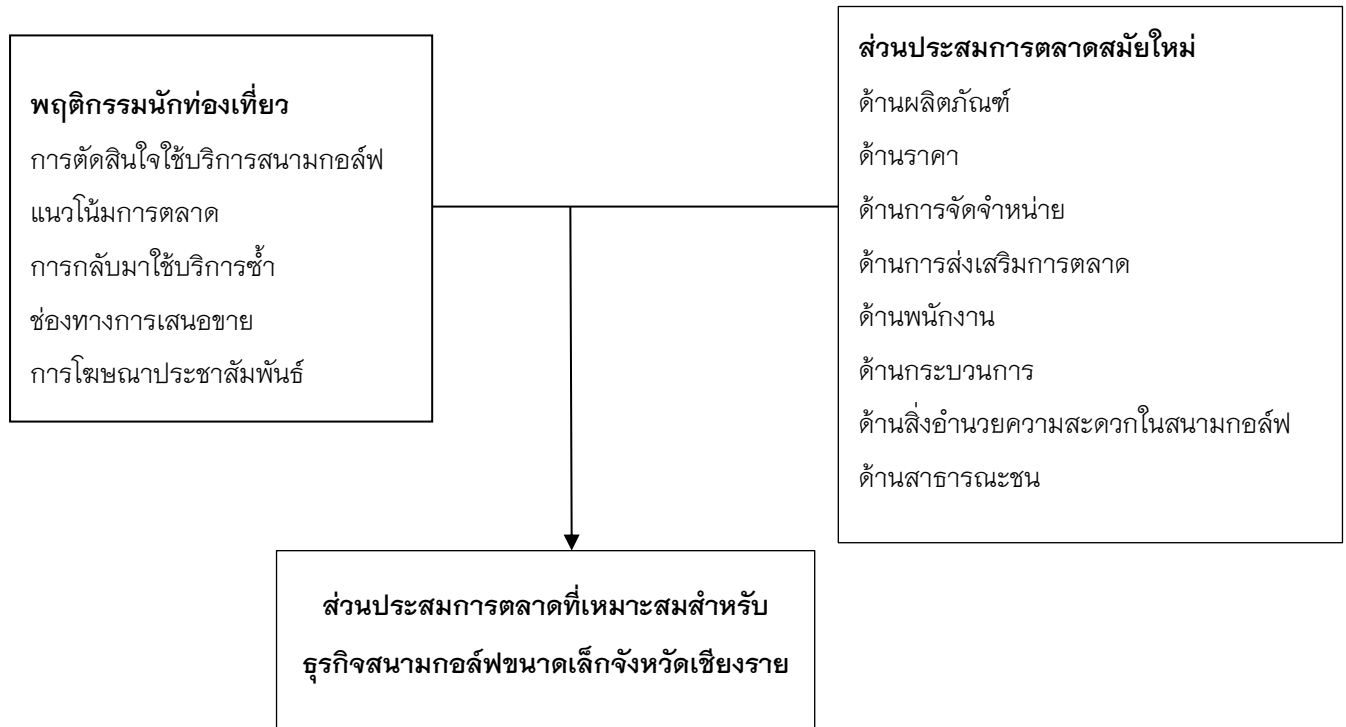 พฤติกรรมนักท่องเที่ยว
การตัดสินใจใช้บริการสนามกอล์ฟ
แนวโน้มการตลาด
การกลับมาใช้บริการซ้ำ
ช่องทางการเสนอขาย
การโฆษณาประชาสัมพันธ์
ส่วนประสมการตลาดสมัยใหม่
ด้านผลิตภัณฑ์
ด้านราคา
ด้านการจัดจำหน่าย
ด้านการส่งเสริมการตลาด
ด้านพนักงาน
ด้านกระบวนการ
ด้านสิ่งอำนวยความสะดวกในสนามกอล์ฟ
ด้านสาธารณะชน
ส่วนประสมการตลาดที่เหมาะสมสำหรับ
ธุรกิจสนามกอล์ฟขนาดเล็กจังหวัดเชียงราย